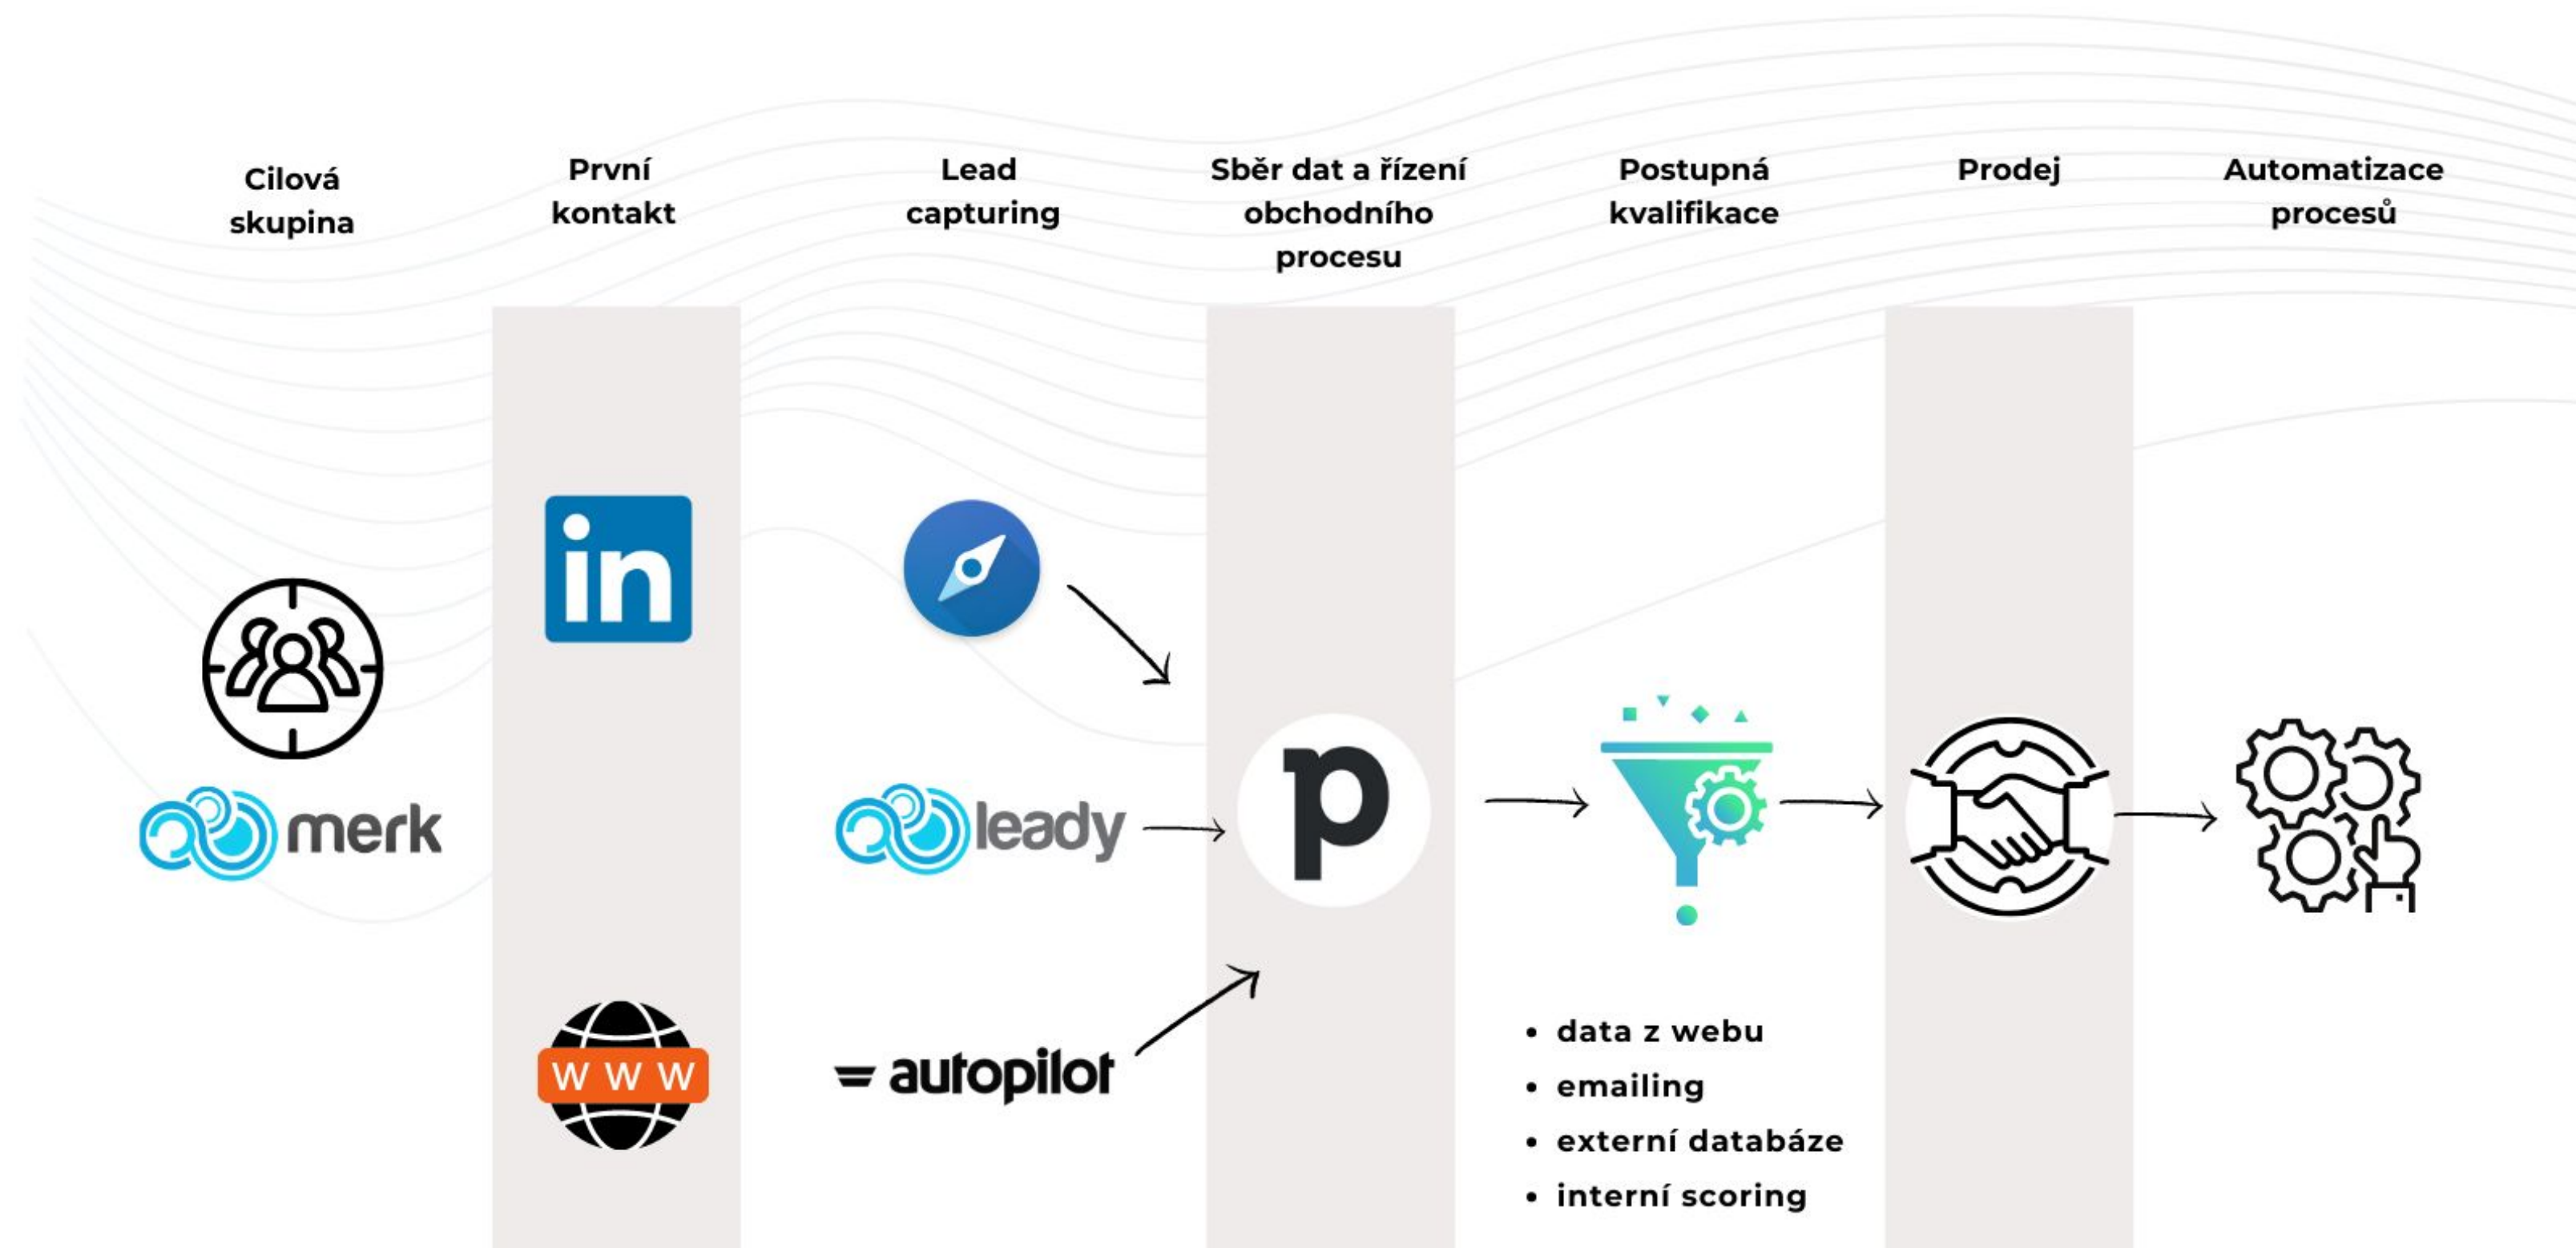 Cilová
skupina
První
kontakt
Lead
capturing
Sběr dat a řízení
obchodního
procesu
Postupná
kvalifikace
Prodej
Automatizace
procesů
in
merk
leady
p
WWW
autopilot
• data z webu
• emailing
• externí databáze
• interní scoring